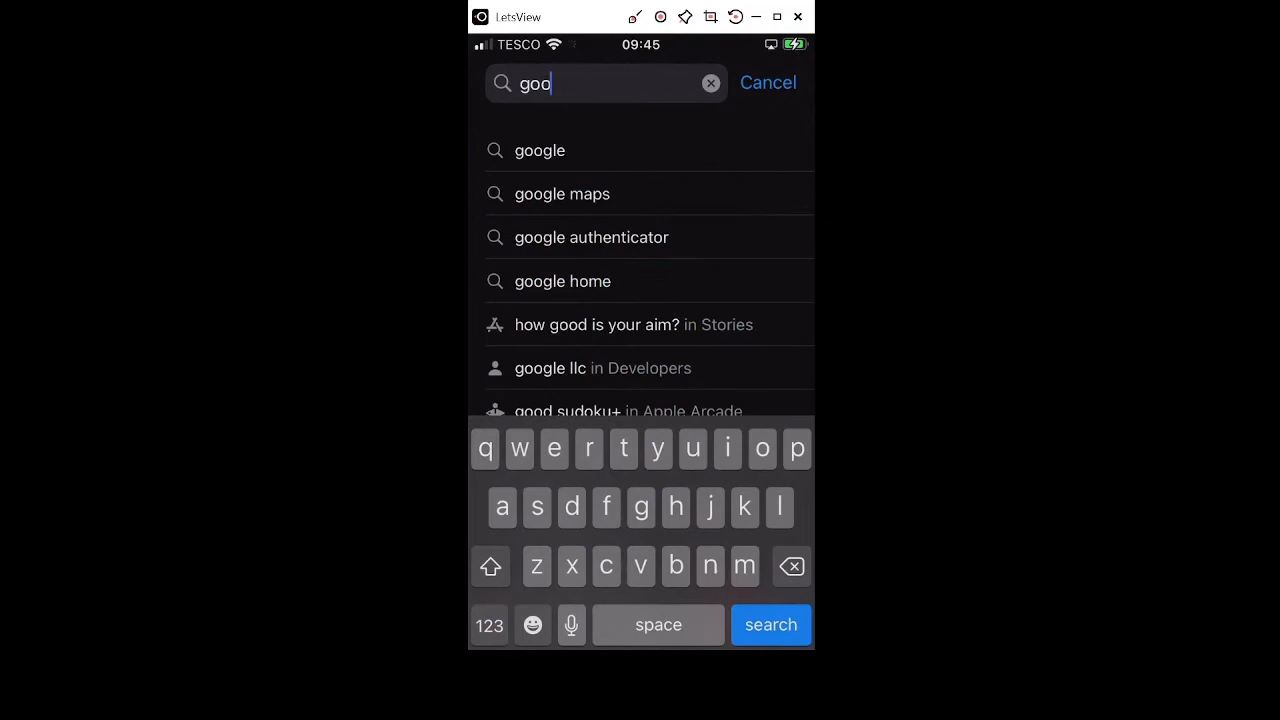 LetsView
TESCO 09:45
goo Cancel
google
google maps
google authenticator
google home
how good is your aim? in Stories
google llc in Developers
good sudoku+ in Apple Arcade
q w e r t y u i o p
a s d f g h j k l
z x c v b n m
123 space search